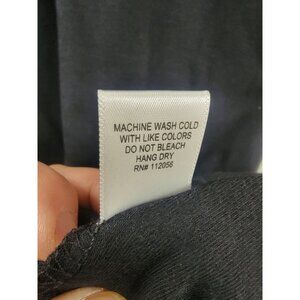 MACHINE WASH COLD
WITH LIKE COLORS
DO NOT BLEACH
HANG DRY
RN# 112056